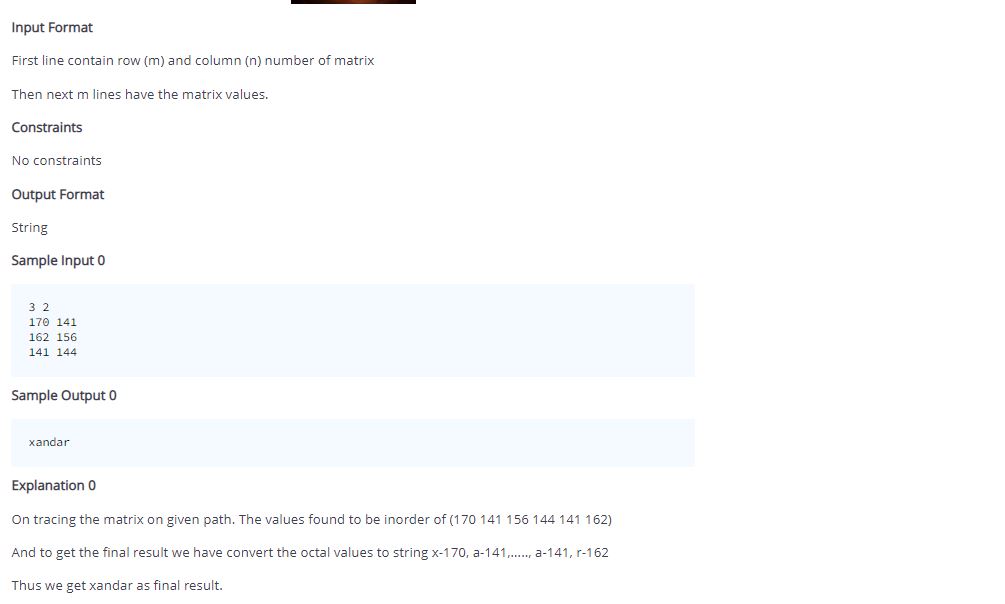 Input Format
First line contain row (m) and column (n) number of matrix
Then next m lines have the matrix values.
Constraints
No constraints
Output Format
String
Sample Input 0
3 2
170 141
162 156
141 144
Sample Output 0
xandar
Explanation 0
On tracing the matrix on given path. The values found to be inorder of (170 141 156 144 141 162)
And to get the final result we have convert the octal values to string x-170, a-141,....., a-141, r-162
Thus we get xandar as final result.